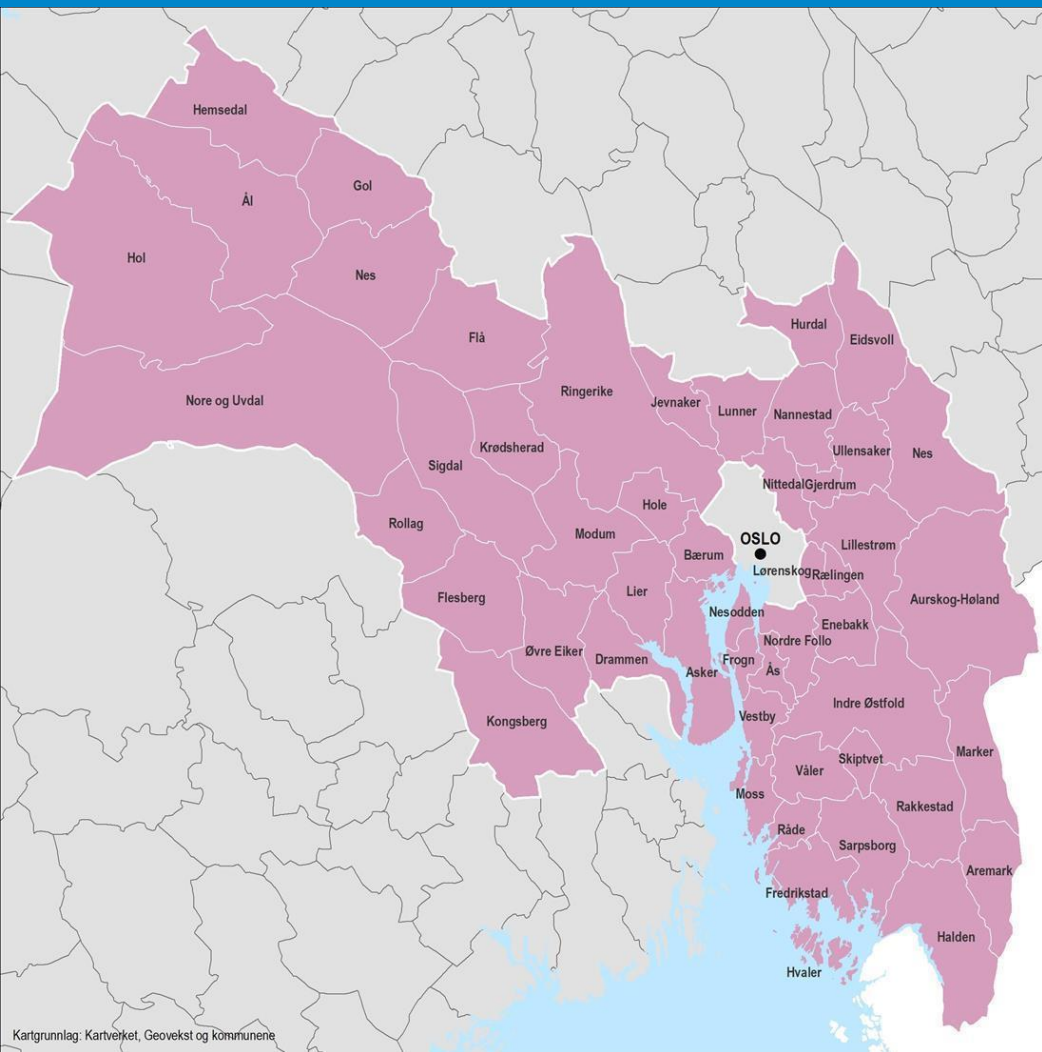 Hemsedal
Gol
Ål
Hol
Nes
Hurdal
Flå
Eidsvoll
Ringerike
Nore og Uvdal
Jevnaker
Lunner
Nannestad
Krødsherad
Ullensaker
Nes
Sigdal
Nittedal
Gjerdrum
Hole
Rollag
Modum
OSLO
Lillestrøm
Bærum
Lørenskog
Rælingen
Lier
Flesberg
Aurskog-Høland
Nesodden
Enebakk
Nordre Follo
Øvre Eiker
Drammen
Frogn
Asker
Ås
Indre Østfold
Kongsberg
Vestby
Marker
Skiptvet
Våler
Moss
Rakkestad
Råde
Sarpsborg
Aremark
Fredrikstad
Halden
Hvaler
Kartgrunnlag: Kartverket, Geovekst og kommunene